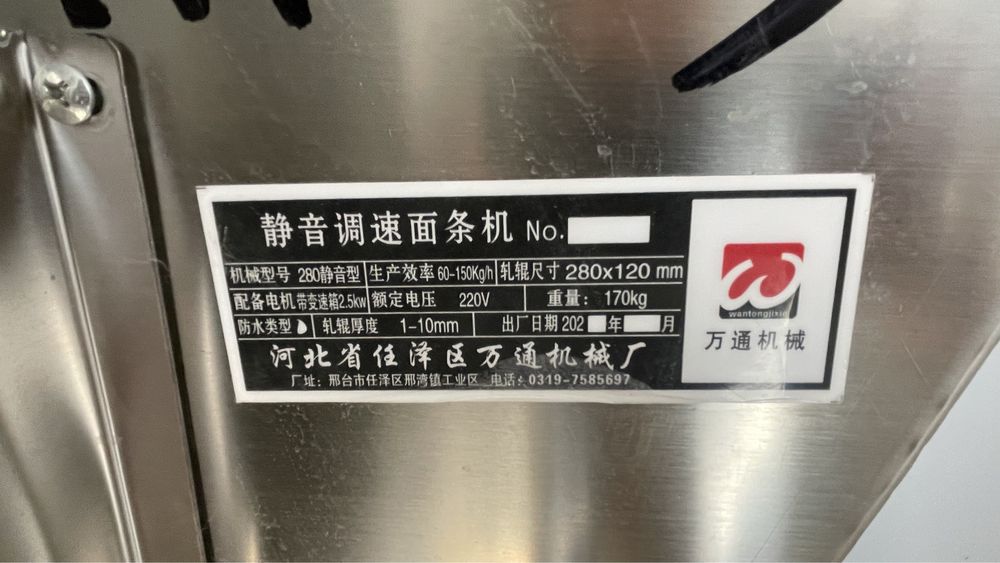 静音调速面条机 No.
机械型号 280静音型 生产效率 60-150Kg/h 轧辊尺寸 280x120 mm
配备电机 带变速箱2.5kw 额定电压 220V 重量: 170kg
防水类型 轧辊厚度 1-10mm 出厂日期 202 年 月
河北省任泽区万通机械厂
厂址: 邢台市任泽区邢湾镇工业区 电话: 0319-7585697
wantongjixie
万通机械